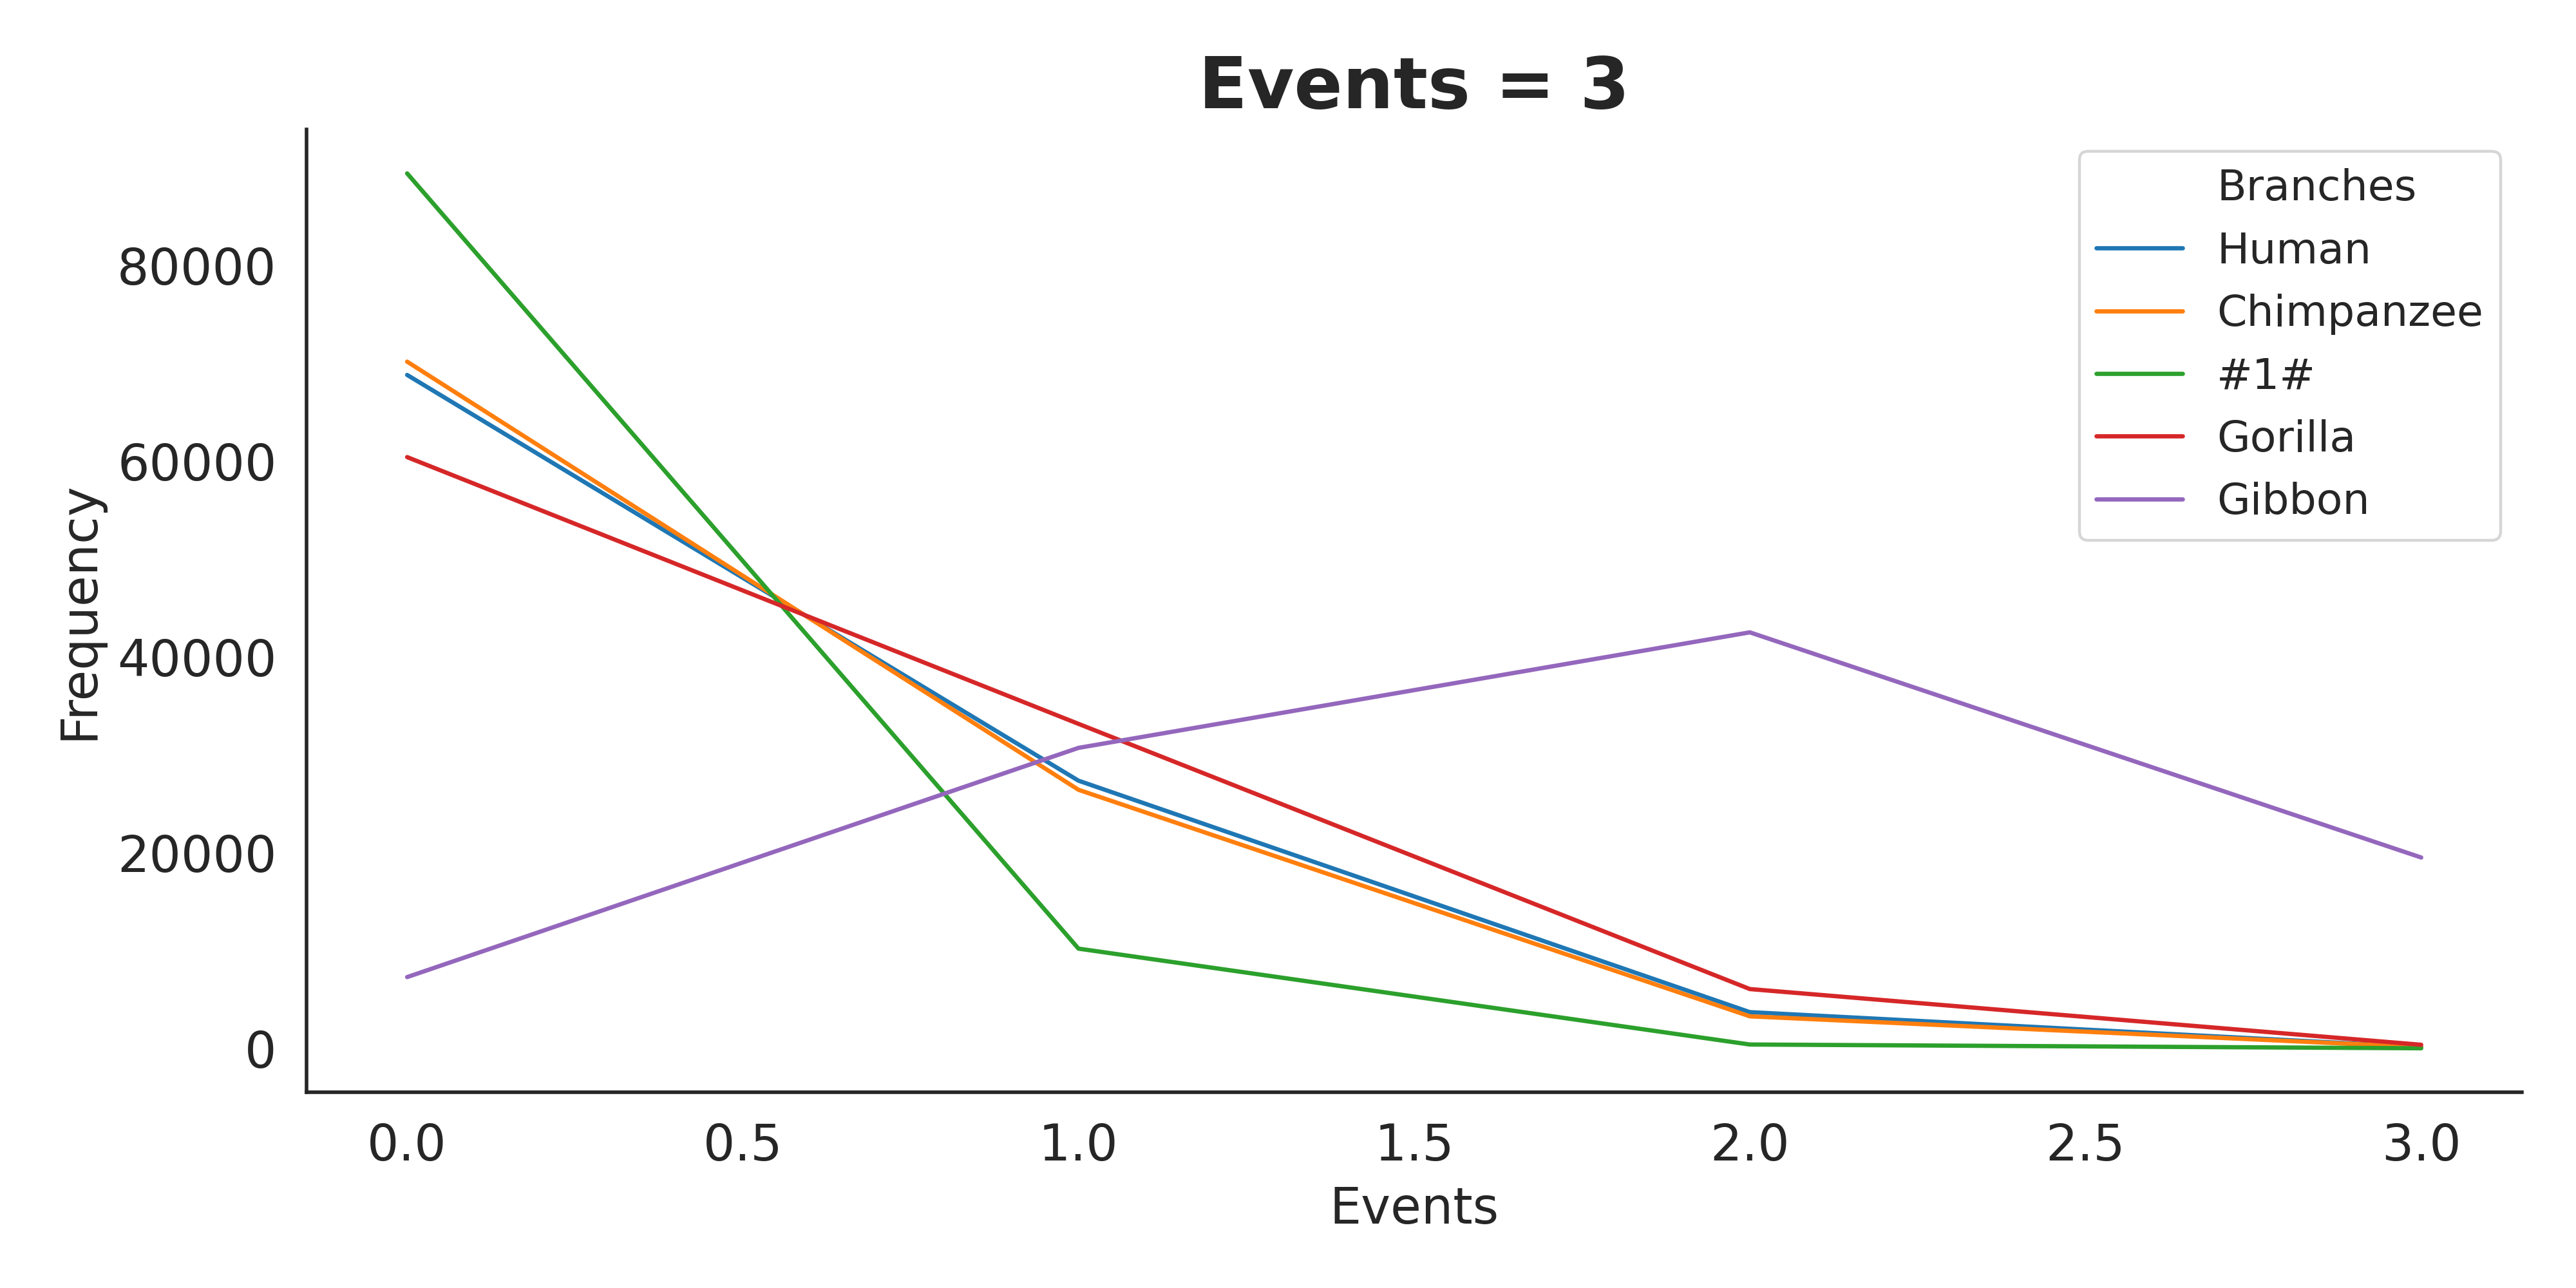 Events = 3
Branches
Human
Chimpanzee
#1#
Gorilla
Gibbon
Frequency
80000
60000
40000
20000
0
0.0 0.5 1.0 1.5 2.0 2.5 3.0
Events